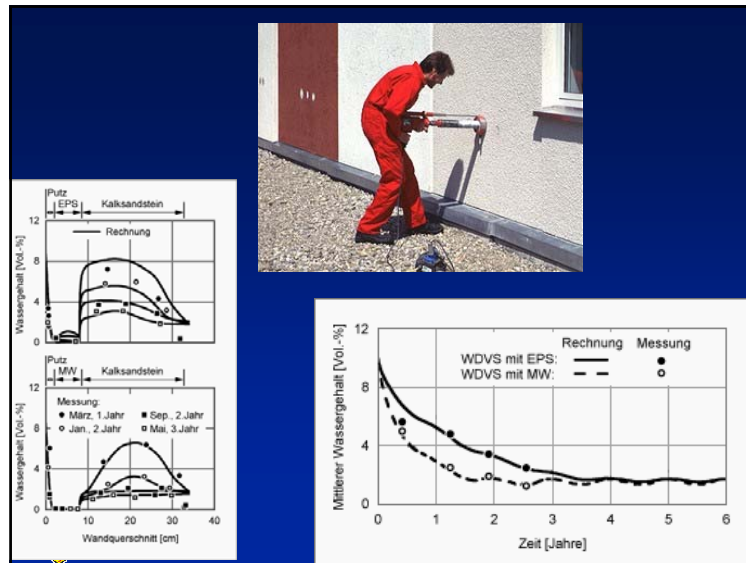 Putz
EPS Kalksandstein
12
8
4
0
Wassergehalt [Vol.-%]
Rechnung
Putz
MW Kalksandstein
12
8
4
0
Wassergehalt [Vol.-%]
Messung:
März, 1.Jahr Sep., 2.Jahr
Jan., 2.Jahr Mai, 3.Jahr
0 10 20 30 40
Wandquerschnitt [cm]
12
8
4
0
Mittlerer Wassergehalt [Vol.-%]
Rechnung Messung
WDVS mit EPS:
WDVS mit MW:
0 1 2 3 4 5 6
Zeit [Jahre]